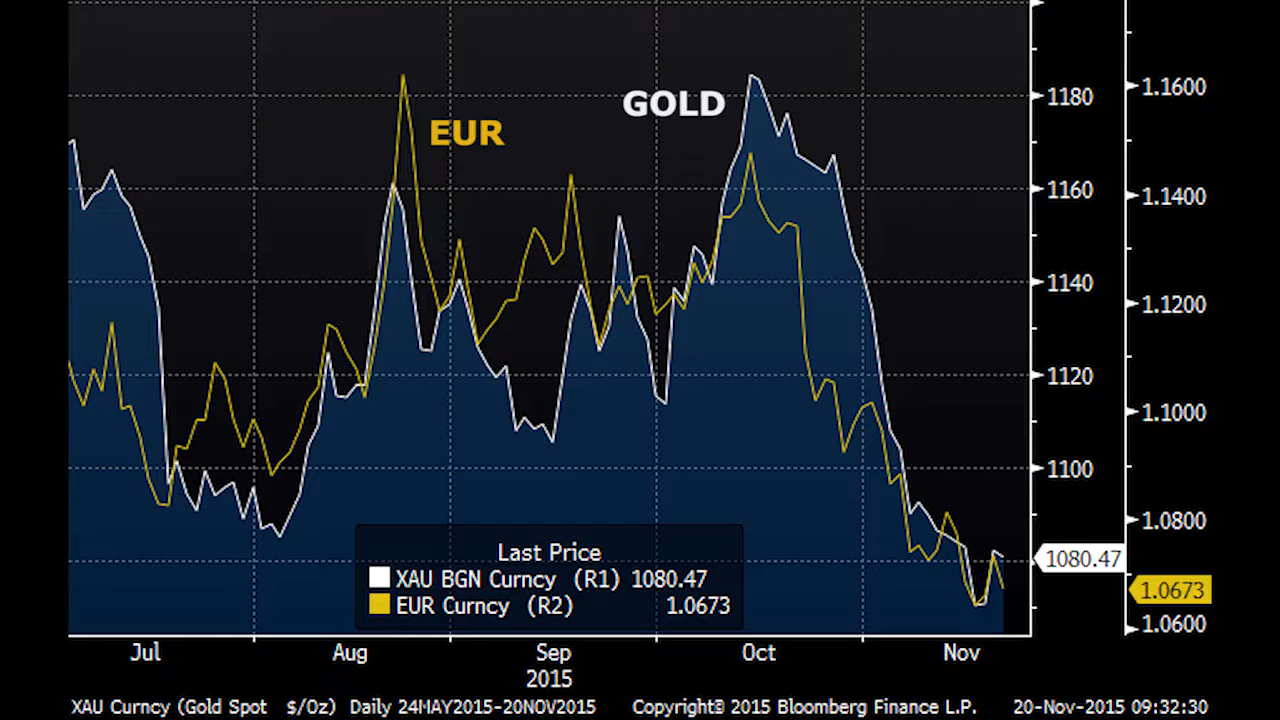 GOLD
EUR
1180
1160
1140
1120
1100
1080.47
1.1600
1.1400
1.1200
1.1000
1.0800
1.0673
1.0600
Last Price
XAU BGN Curncy (R1) 1080.47
EUR Curncy (R2) 1.0673
Jul Aug Sep Oct Nov
2015
XAU Curncy (Gold Spot $/Oz) Daily 24MAY2015-20NOV2015 Copyright© 2015 Bloomberg Finance L.P. 20-Nov-2015 09:32:30